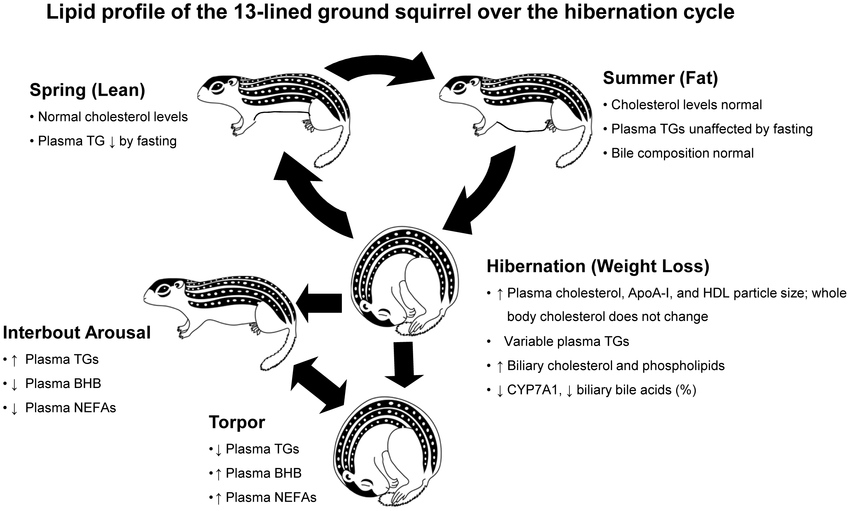 Lipid profile of the 13-lined ground squirrel over the hibernation cycle
Spring (Lean)
• Normal cholesterol levels
• Plasma TG ↓ by fasting
Summer (Fat)
• Cholesterol levels normal
• Plasma TGs unaffected by fasting
• Bile composition normal
Hibernation (Weight Loss)
• ↑ Plasma cholesterol, ApoA-I, and HDL particle size; whole
body cholesterol does not change
• Variable plasma TGs
• ↑ Biliary cholesterol and phospholipids
• ↓ CYP7A1, ↓ biliary bile acids (%)
Interbout Arousal
• ↑ Plasma TGs
• ↓ Plasma BHB
• ↓ Plasma NEFAs
Torpor
• ↓ Plasma TGs
• ↑ Plasma BHB
• ↑ Plasma NEFAs